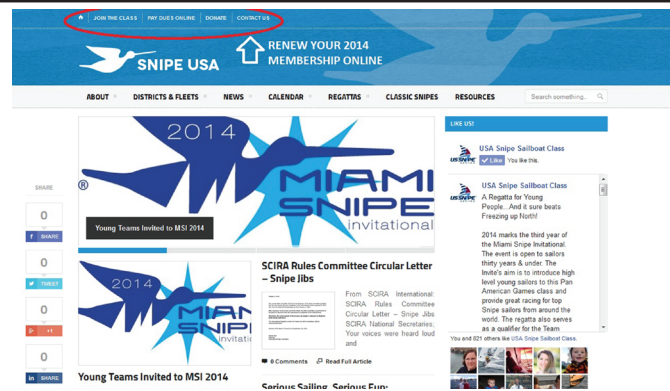 JOIN THE CLASS PAY DUES ONLINE DONATE CONTACT US
SNIPE USA
RENEW YOUR 2014
MEMBERSHIP ONLINE
ABOUT DISTRICTS & FLEETS NEWS CALENDAR REGATTAS CLASSIC SNIPES RESOURCES Search something..
2014
MIAMI
SNIPE
invitational
®
Young Teams Invited to MSI 2014
SHARE
0
f SHARE
0
TWEET
0
+1
0
in SHARE
2014
MIAMI
SNIPE
invitati
Young Teams Invited to MSI 2014
SCIRA Rules Committee Circular Letter
– Snipe Jibs
From SCIRA International:
SCIRA Rules Committee
Circular Letter – Snipe Jibs
SCIRA National Secretaries:
Your voices were heard loud
and
0 Comments Read Full Article
Serious Sailing, Serious Fun:
LIKE US!
USA Snipe Sailboat Class
Like You like this.
USA Snipe Sailboat Class
A Regatta for Young
People...And it sure beats
Freezing up North!
2014 marks the third year of
the Miami Snipe Invitational.
The event is open to sailors
thirty years & under. The
Invite's aim is to introduce high
level young sailors to this Pan
American Games class and
provide great racing for top
Snipe sailors from around the
world. The regatta also serves
as a qualifier for the Team
You and 821 others like USA Snipe Sailboat Class.